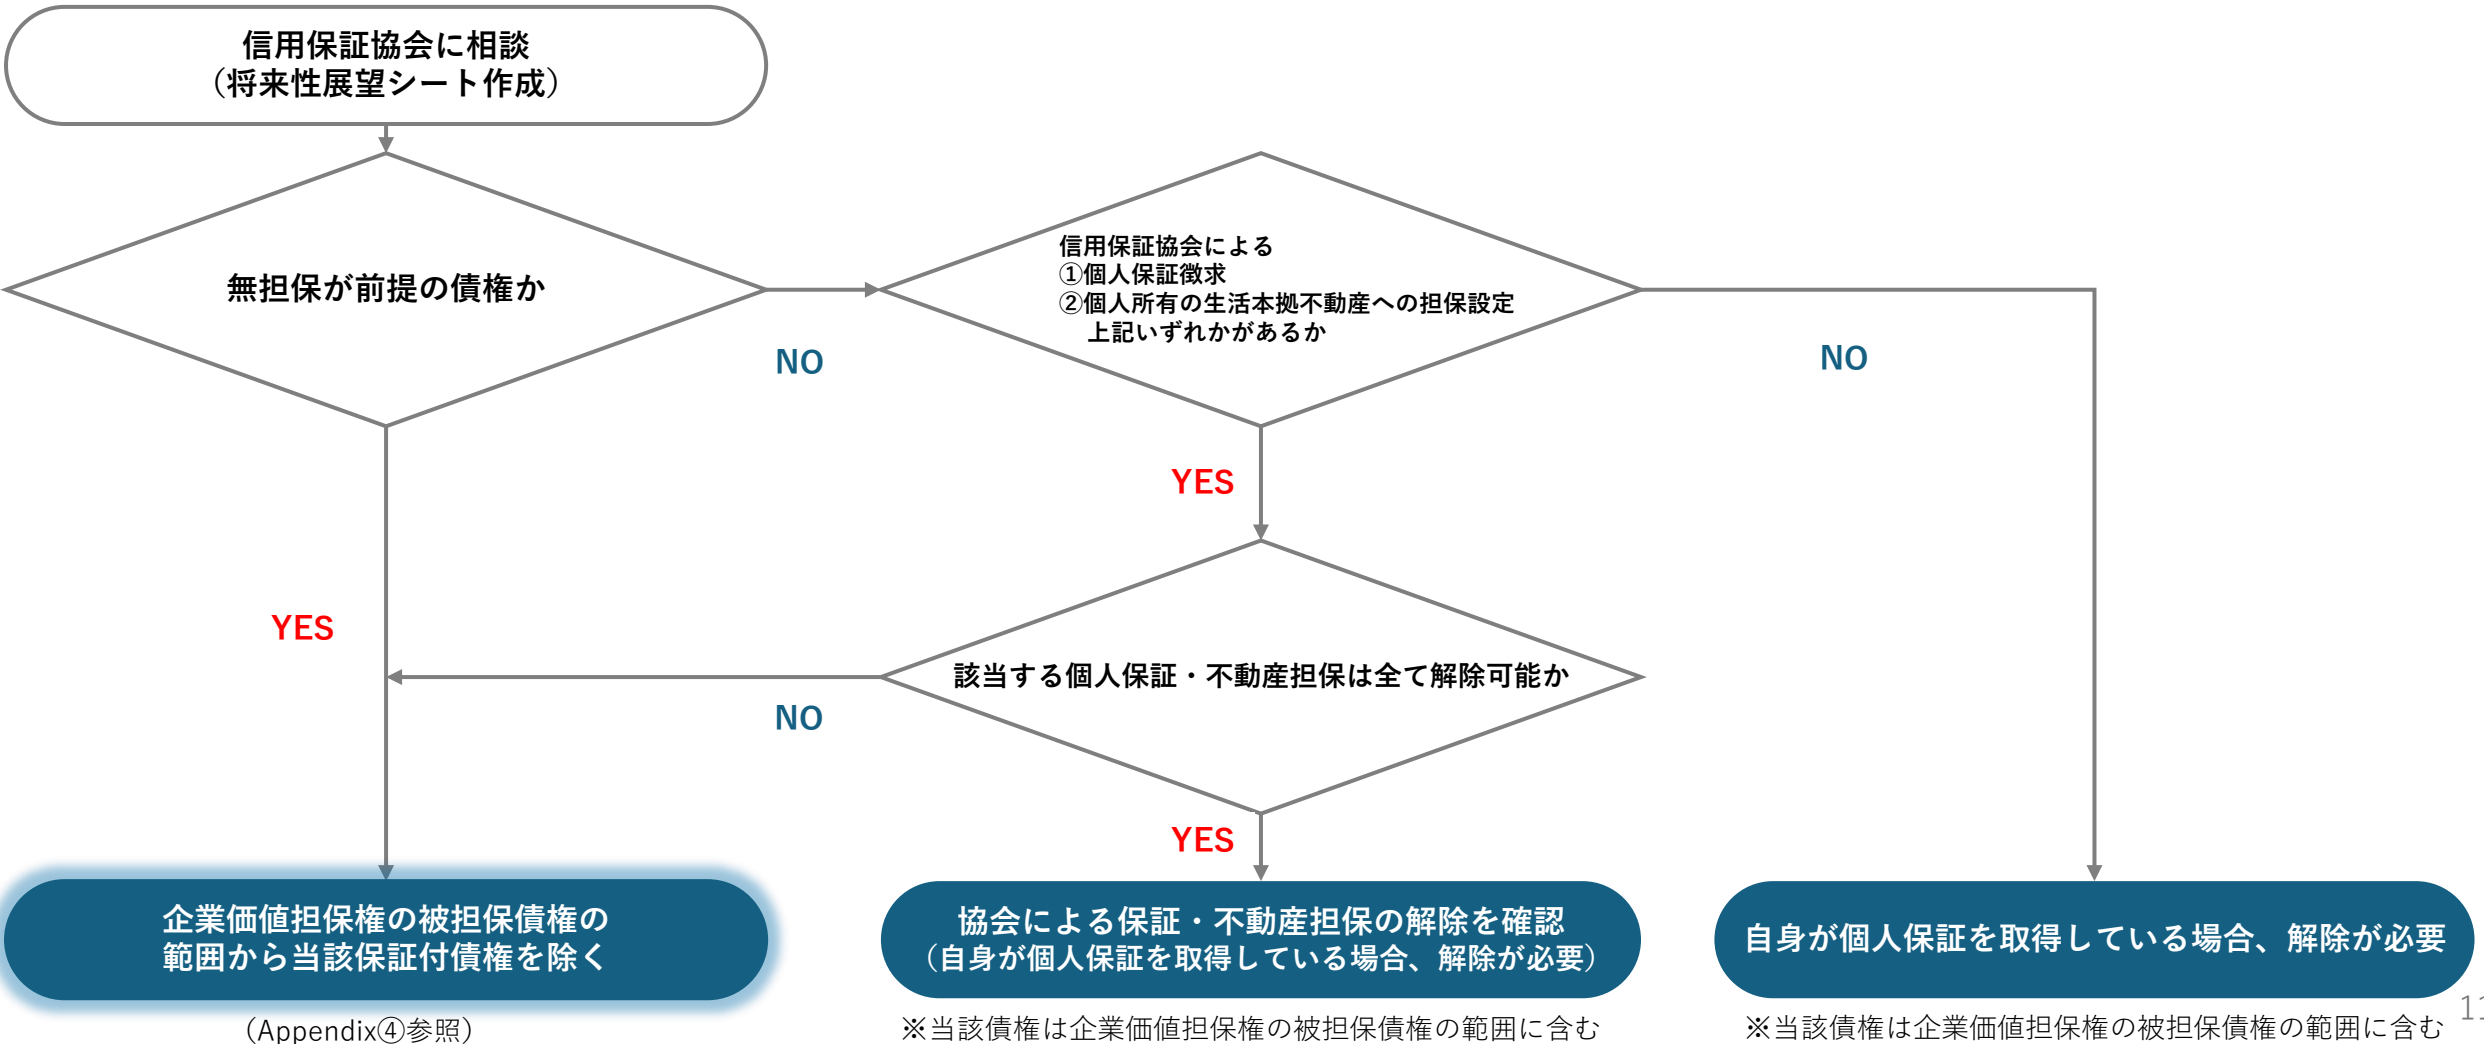 信用保証協会に相談
（将来性展望シート作成）
無担保が前提の債権か
信用保証協会による
①個人保証徴求
②個人所有の生活本拠不動産への担保設定
上記いずれかがあるか
NO
NO
YES
YES
該当する個人保証・不動産担保は全て解除可能か
NO
YES
企業価値担保権の被担保債権の
範囲から当該保証付債権を除く
（Appendix④参照）
協会による保証・不動産担保の解除を確認
（自身が個人保証を取得している場合、解除が必要）
※当該債権は企業価値担保権の被担保債権の範囲に含む
自身が個人保証を取得している場合、解除が必要
※当該債権は企業価値担保権の被担保債権の範囲に含む
11